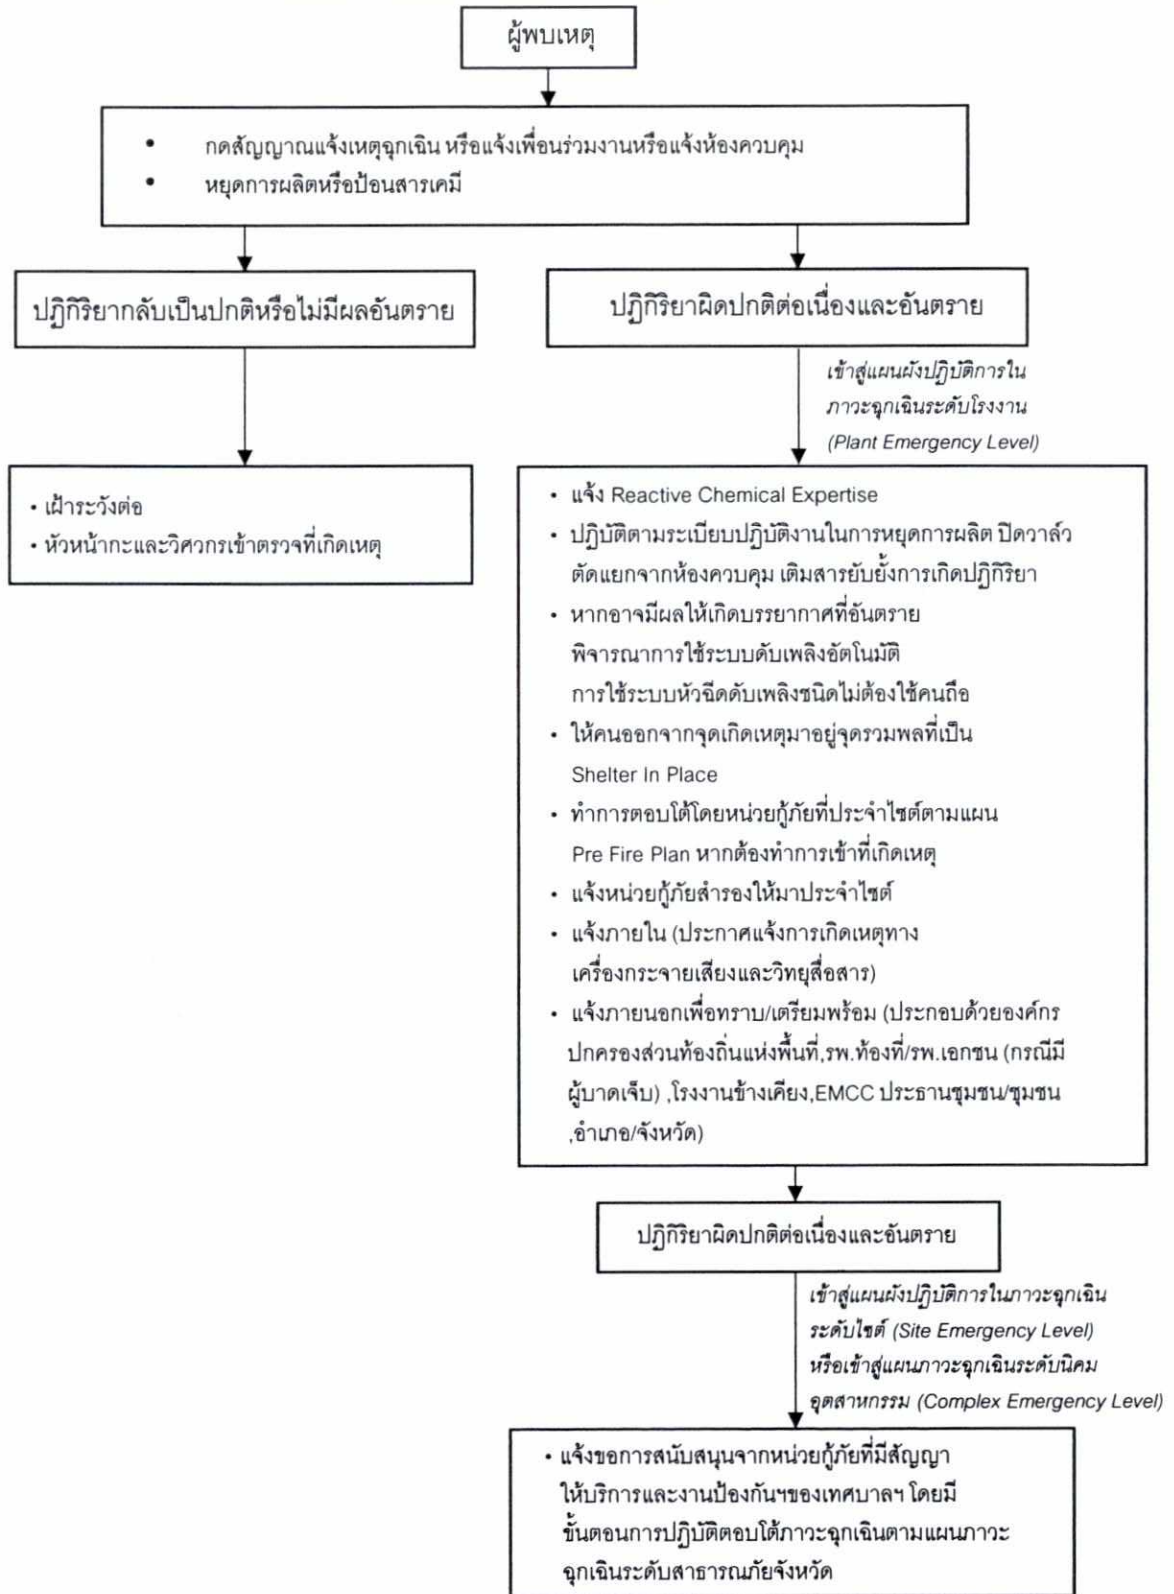 ผู้พบเหตุ
• กดสัญญาณแจ้งเหตุฉุกเฉิน หรือแจ้งเพื่อนร่วมงานหรือแจ้งห้องควบคุม
• หยุดการผลิตหรือป้อนสารเคมี
ปฏิกิริยากลับเป็นปกติหรือไม่มีผลอันตราย
ปฏิกิริยาผิดปกติต่อเนื่องและอันตราย
เข้าสู่แผนผังปฏิบัติการใน
ภาวะฉุกเฉินระดับโรงงาน
(Plant Emergency Level)
• เฝ้าระวังต่อ
• หัวหน้ากะและวิศวกรเข้าตรวจที่เกิดเหตุ
• แจ้ง Reactive Chemical Expertise
• ปฏิบัติตามระเบียบปฏิบัติงานในการหยุดการผลิต ปิดวาล์ว
ตัดแยกจากห้องควบคุม เติมสารยับยั้งการเกิดปฏิกิริยา
• หากอาจมีผลให้เกิดบรรยากาศที่อันตราย
พิจารณาการใช้ระบบดับเพลิงอัตโนมัติ
การใช้ระบบหัวฉีดดับเพลิงชนิดไม่ต้องใช้คนถือ
• ให้คนออกจากจุดเกิดเหตุมาอยู่จุดรวมพลที่เป็น
Shelter In Place
• ทำการตอบโต้โดยหน่วยกู้ภัยที่ประจำไซต์ตามแผน
Pre Fire Plan หากต้องทำการเข้าที่เกิดเหตุ
• แจ้งหน่วยกู้ภัยสำรองให้มาประจำไซต์
• แจ้งภายใน (ประกาศแจ้งการเกิดเหตุทาง
เครื่องกระจายเสียงและวิทยุสื่อสาร)
• แจ้งภายนอกเพื่อทราบ/เตรียมพร้อม (ประกอบด้วยองค์กร
ปกครองส่วนท้องถิ่นแห่งพื้นที่,รพ.ท้องที่/รพ.เอกชน (กรณีมี
ผู้บาดเจ็บ) ,โรงงานข้างเคียง,EMCC ประธานชุมชน/ชุมชน
,อำเภอ/จังหวัด)
ปฏิกิริยาผิดปกติต่อเนื่องและอันตราย
เข้าสู่แผนผังปฏิบัติการในภาวะฉุกเฉิน
ระดับไซต์ (Site Emergency Level)
หรือเข้าสู่แผนภาวะฉุกเฉินระดับนิคม
อุตสาหกรรม (Complex Emergency Level)
• แจ้งขอการสนับสนุนจากหน่วยกู้ภัยที่มีสัญญา
ให้บริการและงานป้องกันฯของเทศบาลฯ โดยมี
ขั้นตอนการปฏิบัติตอบโต้ภาวะฉุกเฉินตามแผนภาวะ
ฉุกเฉินระดับสาธารณภัยจังหวัด